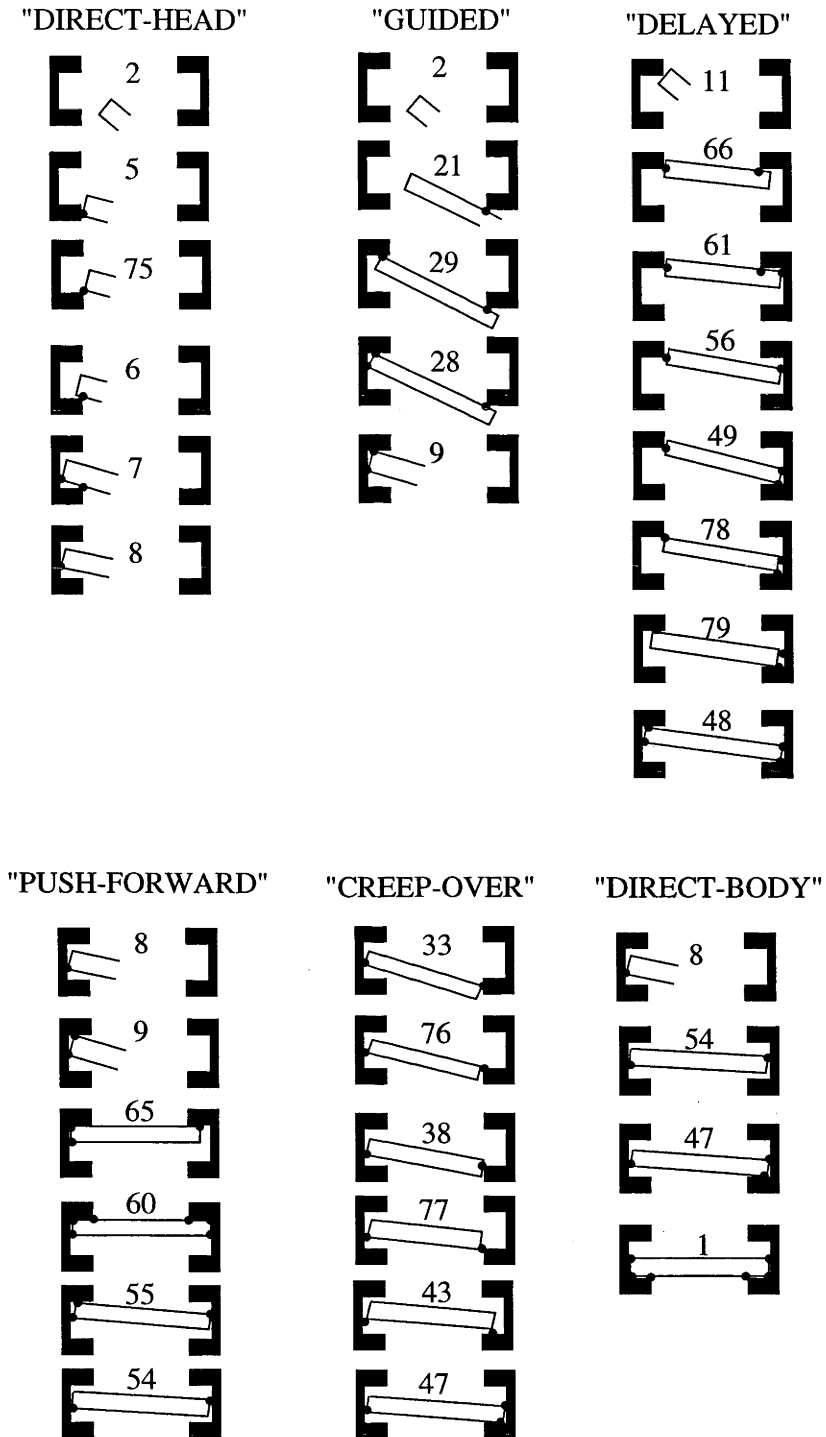 "DIRECT-HEAD" "GUIDED" "DELAYED"
2 2 11
5 21 66
75 29 61
6 28 56
7 9 49
8 78
79
48
"PUSH-FORWARD" "CREEP-OVER" "DIRECT-BODY"
8 33 8
9 76 54
65 38 47
60 77 1
55 43
54 47